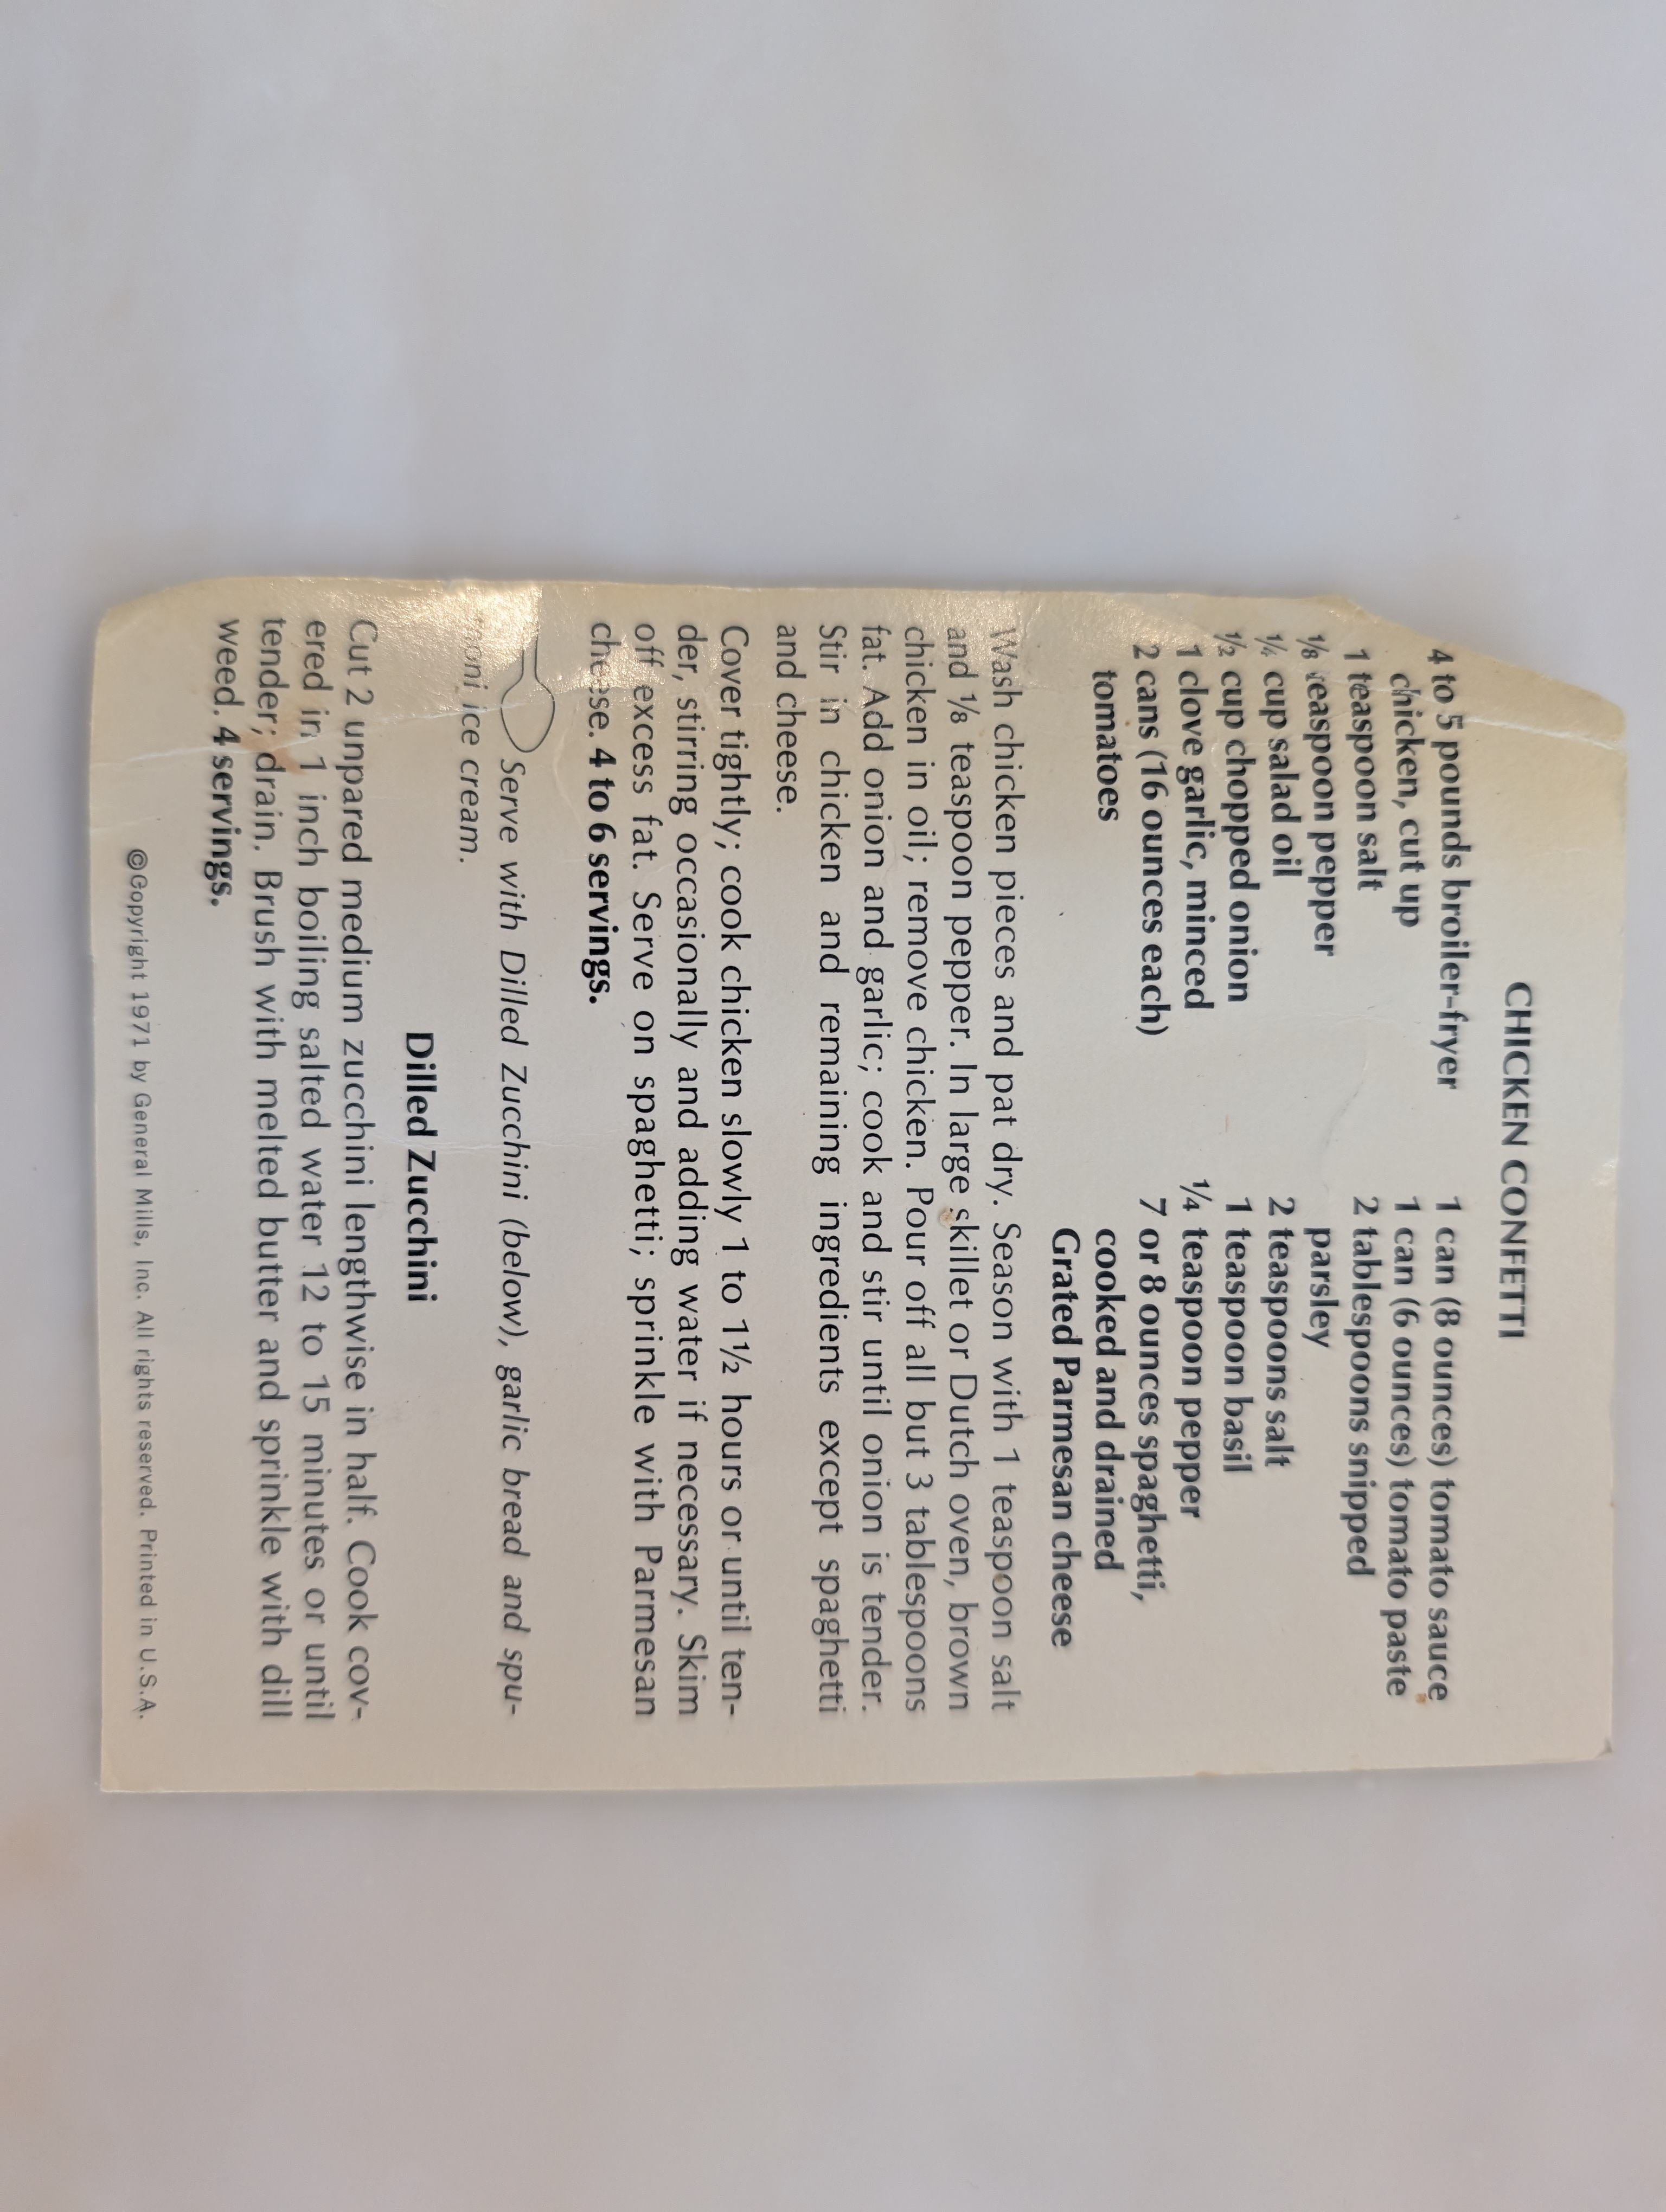 CHICKEN CONFETTI
4 to 5 pounds broiler-fryer
chicken, cut up
1 teaspoon salt
⅛ teaspoon pepper
¼ cup salad oil
½ cup chopped onion
1 clove garlic, minced
2 cans (16 ounces each)
tomatoes
1 can (8 ounces) tomato sauce
1 can (6 ounces) tomato paste
2 tablespoons snipped
parsley
2 teaspoons salt
1 teaspoon basil
¼ teaspoon pepper
7 or 8 ounces spaghetti,
cooked and drained
Grated Parmesan cheese
Wash chicken pieces and pat dry. Season with 1 teaspoon salt
and ⅛ teaspoon pepper. In large skillet or Dutch oven, brown
chicken in oil; remove chicken. Pour off all but 3 tablespoons
fat. Add onion and garlic; cook and stir until onion is tender.
Stir in chicken and remaining ingredients except spaghetti
and cheese.
Cover tightly; cook chicken slowly 1 to 1½ hours or until ten-
der, stirring occasionally and adding water if necessary. Skim
off excess fat. Serve on spaghetti; sprinkle with Parmesan
cheese. 4 to 6 servings.
Serve with Dilled Zucchini (below), garlic bread and spu-
moni ice cream.
Dilled Zucchini
Cut 2 unpared medium zucchini lengthwise in half. Cook cov-
ered in 1 inch boiling salted water 12 to 15 minutes or until
tender; drain. Brush with melted butter and sprinkle with dill
weed. 4 servings.
©Copyright 1971 by General Mills, Inc. All rights reserved. Printed in U.S.A.